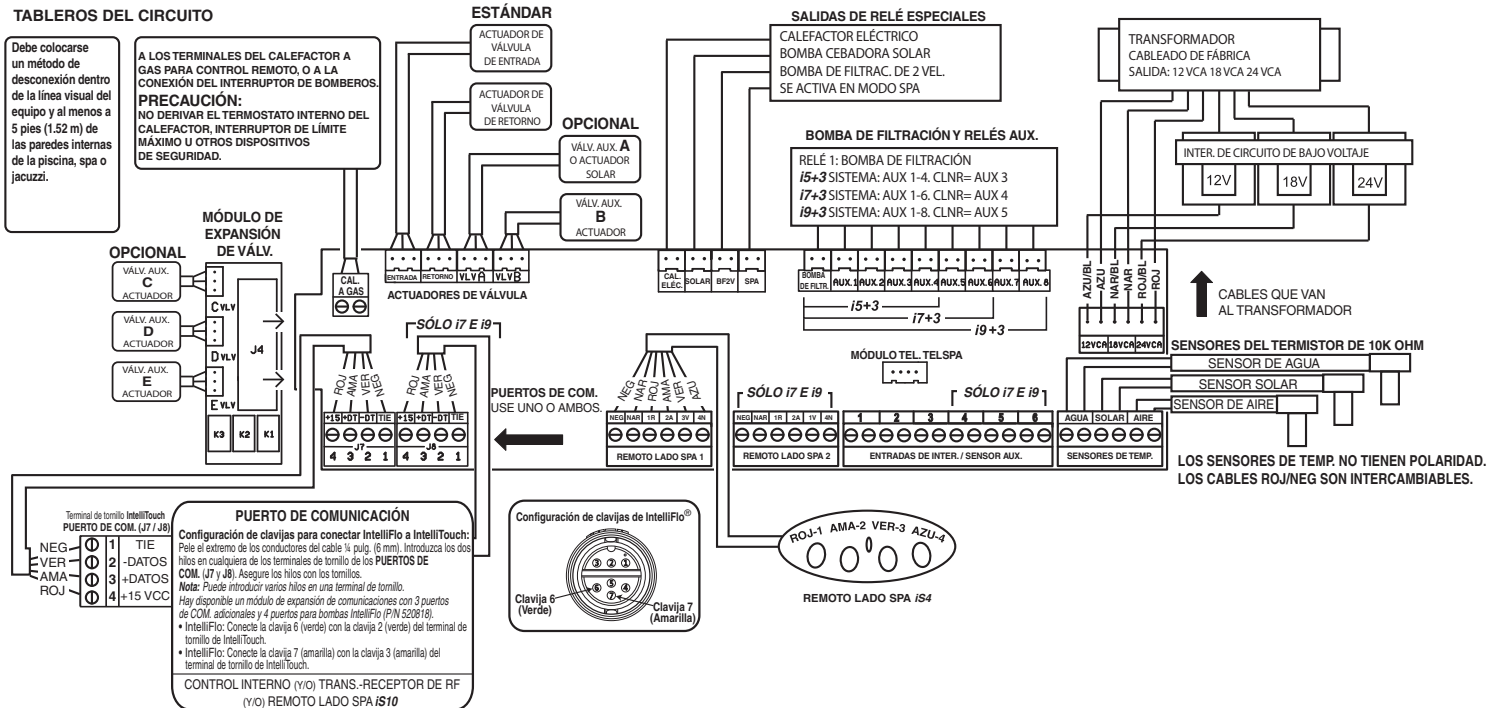 TABLEROS DEL CIRCUITO
Debe colocarse
un método de
desconexión dentro
de la línea visual del
equipo y al menos a
5 pies (1.52 m) de
las paredes internas
de la piscina, spa o
jacuzzi.
A LOS TERMINALES DEL CALEFACTOR A
GAS PARA CONTROL REMOTO, O A LA
CONEXIÓN DEL INTERRUPTOR DE BOMBEROS.
PRECAUCIÓN:
NO DERIVAR EL TERMOSTATO INTERNO DEL
CALEFACTOR, INTERRUPTOR DE LÍMITE
MÁXIMO U OTROS DISPOSITIVOS
DE SEGURIDAD.
ESTÁNDAR
ACTUADOR DE
VÁLVULA
DE ENTRADA
ACTUADOR DE
VÁLVULA
DE RETORNO
OPCIONAL
VÁLV. AUX. A
O ACTUADOR
SOLAR
VÁLV. AUX.
B
ACTUADOR
SALIDAS DE RELÉ ESPECIALES
CALEFACTOR ELÉCTRICO
BOMBA CEBADORA SOLAR
BOMBA DE FILTRAC. DE 2 VEL.
SE ACTIVA EN MODO SPA
BOMBA DE FILTRACIÓN Y RELÉS AUX.
RELÉ 1: BOMBA DE FILTRACIÓN
i5+3 SISTEMA: AUX 1-4. CLNR= AUX 3
i7+3 SISTEMA: AUX 1-6. CLNR= AUX 4
i9+3 SISTEMA: AUX 1-8. CLNR= AUX 5
TRANSFORMADOR
CABLEADO DE FÁBRICA
SALIDA: 12 VCA 18 VCA 24 VCA
INTER. DE CIRCUITO DE BAJO VOLTAJE
12V
18V
24V
AZU/BL
AZU
NAR/BL
NAR
ROJ/BL
ROJ
CABLES QUE VAN
AL TRANSFORMADOR
12VCA 18VCA 24VCA
MÓDULO DE
EXPANSIÓN
DE VÁLV.
OPCIONAL
VÁLV. AUX.
C
ACTUADOR
VÁLV. AUX.
D
ACTUADOR
VÁLV. AUX.
E
ACTUADOR
C VLV
D VLV
E VLV
J4
K3 K2 K1
CAL.
A GAS
ENTRADA RETORNO VLV A VLV B
ACTUADORES DE VÁLVULA
CAL.
ELÉC. SOLAR BF2V SPA
BOMBA
DE FILTR. AUX.1 AUX.2 AUX.3 AUX.4 AUX.5 AUX.6 AUX.7 AUX.8
i5+3
i7+3
i9+3
MÓDULO TEL. TELSPA
SENSORES DEL TERMISTOR DE 10K OHM
SENSOR DE AGUA
SENSOR SOLAR
SENSOR DE AIRE
SÓLO i7 E i9
ROJ AMA VER NEG
ROJ AMA VER NEG
+15 +DT -DT TIE
+15 +DT -DT TIE
J7
J8
4 3 2 1
4 3 2 1
PUERTOS DE COM.
USE UNO O AMBOS.
NEG NAR ROJ AMA VER AZU
NEG NAR 1R 2A 3V 4N
REMOTO LADO SPA 1
SÓLO i7 E i9
NEG NAR 1R 2A 1V 4N
REMOTO LADO SPA 2
SÓLO i7 E i9
1 2 3 4 5 6
ENTRADAS DE INTER. / SENSOR AUX.
AGUA SOLAR AIRE
SENSORES DE TEMP.
LOS SENSORES DE TEMP. NO TIENEN POLARIDAD.
LOS CABLES ROJ/NEG SON INTERCAMBIABLES.
Terminal de tornillo IntelliTouch
PUERTO DE COM. (J7 / J8)
NEG 1 TIE
VER 2 -DATOS
AMA 3 +DATOS
ROJ 4 +15 VCC
PUERTO DE COMUNICACIÓN
Configuración de clavijas para conectar IntelliFlo a IntelliTouch:
Pele el extremo de los conductores del cable ¼ pulg. (6 mm). Introduzca los dos
hilos en cualquiera de los terminales de tornillo de los PUERTOS DE
COM. (J7 y J8). Asegure los hilos con los tornillos.
Nota: Puede introducir varios hilos en una terminal de tornillo.
Hay disponible un módulo de expansión de comunicaciones con 3 puertos
de COM. adicionales y 4 puertos para bombas IntelliFlo (P/N 520818).
• IntelliFlo: Conecte la clavija 6 (verde) con la clavija 2 (verde) del terminal de
tornillo de IntelliTouch.
• IntelliFlo: Conecte la clavija 7 (amarilla) con la clavija 3 (amarilla) del
terminal de tornillo de IntelliTouch.
CONTROL INTERNO (Y/O) TRANS.-RECEPTOR DE RF
(Y/O) REMOTO LADO SPA iS10
Configuración de clavijas de IntelliFlo®
3 2 1
6 5 4
7
Clavija 6
(Verde)
Clavija 7
(Amarilla)
ROJ-1 AMA-2 VER-3 AZU-4
REMOTO LADO SPA iS4